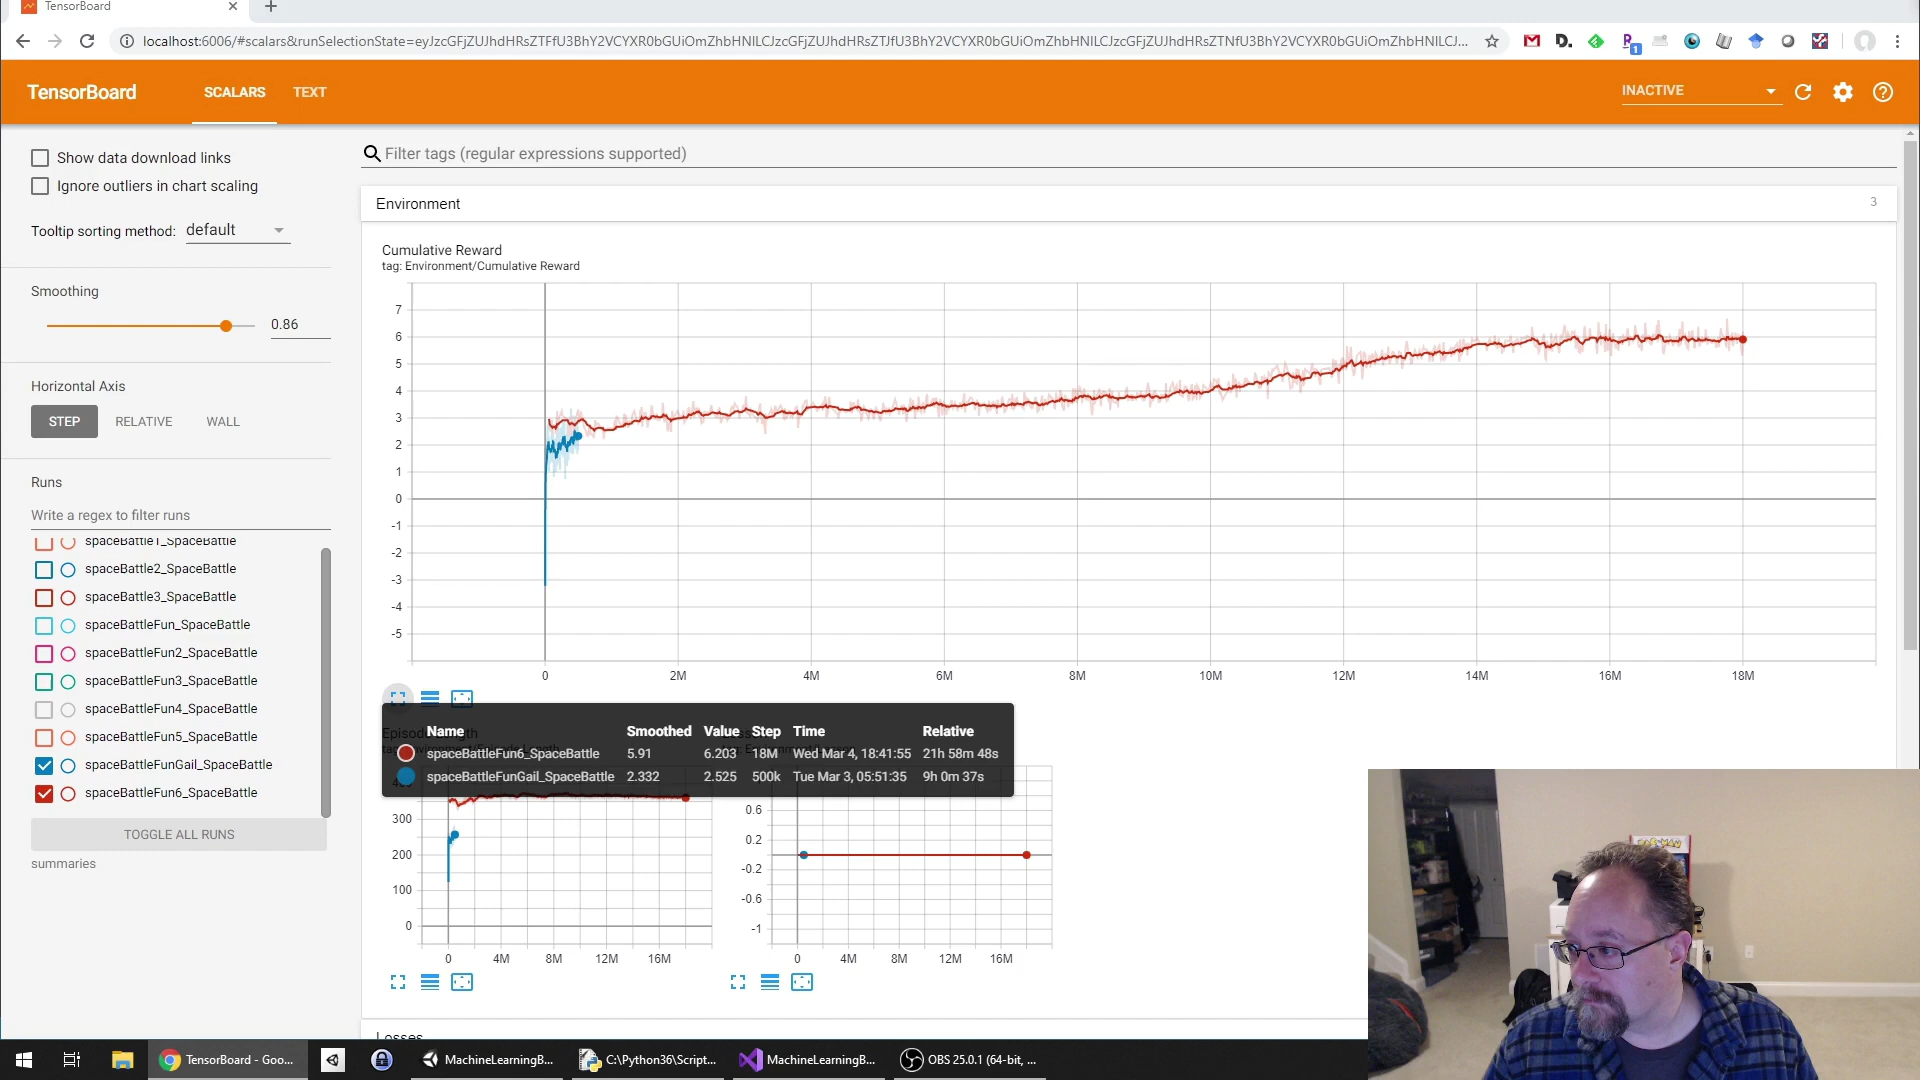 TensorBoard
localhost:6006/#scalars&runSelectionState=eyJzcGFjZUJhdHRsZTFfU3BhY2VCYXR0bGUiOmZhbHNlLCJzcGFjZUJhdHRsZTJfU3BhY2VCYXR0bGUiOmZhbHNlLCJzcGFjZUJhdHRsZTNfU3BhY2VCYXR0bGUiOmZhbHNlLCJ...
TensorBoard
SCALARS
TEXT
INACTIVE
Show data download links
Ignore outliers in chart scaling
Tooltip sorting method: default
Smoothing
0.86
Horizontal Axis
STEP
RELATIVE
WALL
Runs
Write a regex to filter runs
spaceBattle1_SpaceBattle
spaceBattle2_SpaceBattle
spaceBattle3_SpaceBattle
spaceBattleFun_SpaceBattle
spaceBattleFun2_SpaceBattle
spaceBattleFun3_SpaceBattle
spaceBattleFun4_SpaceBattle
spaceBattleFun5_SpaceBattle
spaceBattleFunGail_SpaceBattle
spaceBattleFun6_SpaceBattle
TOGGLE ALL RUNS
summaries
Filter tags (regular expressions supported)
Environment
3
Cumulative Reward
tag: Environment/Cumulative Reward
7
6
5
4
3
2
1
0
-1
-2
-3
-4
-5
0 2M 4M 6M 8M 10M 12M 14M 16M 18M
Episode Length
Name Smoothed Value Step Time Relative
spaceBattleFun6_SpaceBattle 5.91 6.203 18M Wed Mar 4, 18:41:55 21h 58m 48s
spaceBattleFunGail_SpaceBattle 2.332 2.525 500k Tue Mar 3, 05:51:35 9h 0m 37s
300
200
100
0
0 4M 8M 12M 16M
0.6
0.2
-0.2
-0.6
-1
0 4M 8M 12M 16M
Losses
PAC-MAN
TensorBoard - Goo...
MachineLearningB...
C:\Python36\Script...
MachineLearningB...
OBS 25.0.1 (64-bit, ...